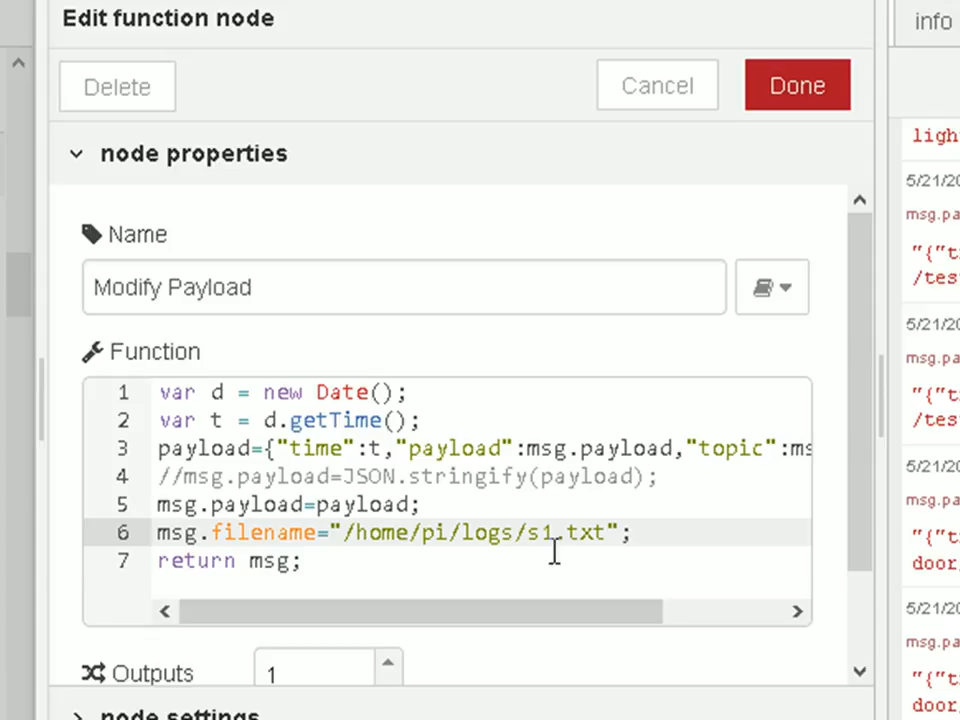 Edit function node
info
Delete
Cancel
Done
node properties
Name
Modify Payload
Function
1 var d = new Date();
2 var t = d.getTime();
3 payload={"time":t,"payload":msg.payload,"topic":ms
4 //msg.payload=JSON.stringify(payload);
5 msg.payload=payload;
6 msg.filename="/home/pi/logs/s1.txt";
7 return msg;
Outputs
1
node settings
ligh
5/21/20
msg.pa
"{"t
/tes
5/21/20
msg.pa
"{"t
/tes
5/21/20
msg.pa
"{"t
door
5/21/20
msg.pa
"{"t
door